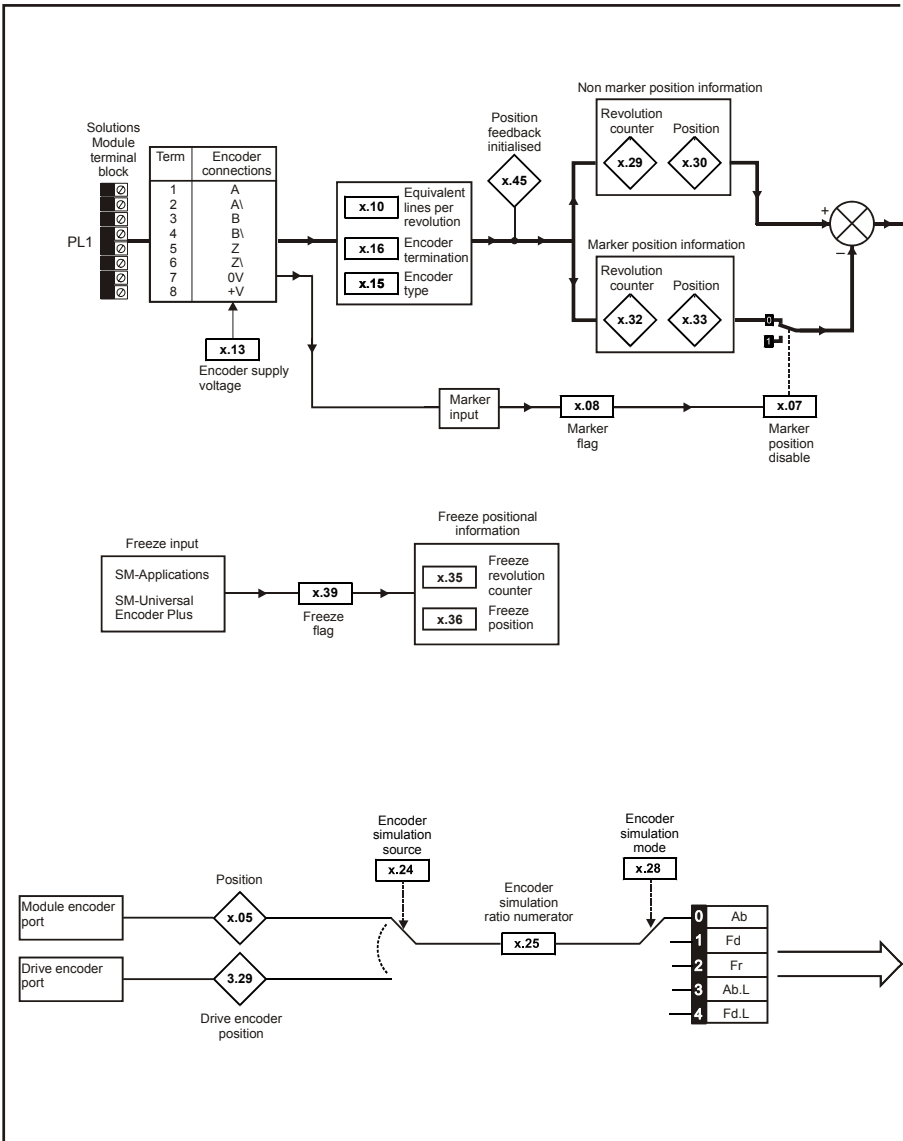 Non marker position information
Revolution
counter
Position
x.29
x.30
Position
feedback
initialised
x.45
Solutions
Module
terminal
block
PL1
Term
Encoder
connections
1 A
2 A\
3 B
4 B\
5 Z
6 Z\
7 0V
8 +V
x.10
Equivalent
lines per
revolution
x.16
Encoder
termination
x.15
Encoder
type
+
−
Marker position information
Revolution
counter
Position
x.32
x.33
0
1
x.13
Encoder supply
voltage
Marker
input
x.08
Marker
flag
x.07
Marker
position
disable
Freeze input
SM-Applications
SM-Universal
Encoder Plus
x.39
Freeze
flag
Freeze positional
information
x.35
Freeze
revolution
counter
x.36
Freeze
position
Encoder
simulation
source
x.24
Encoder
simulation
mode
x.28
Module encoder
port
Position
x.05
Encoder
simulation
ratio numerator
x.25
Drive encoder
port
3.29
Drive encoder
position
0 Ab
1 Fd
2 Fr
3 Ab.L
4 Fd.L